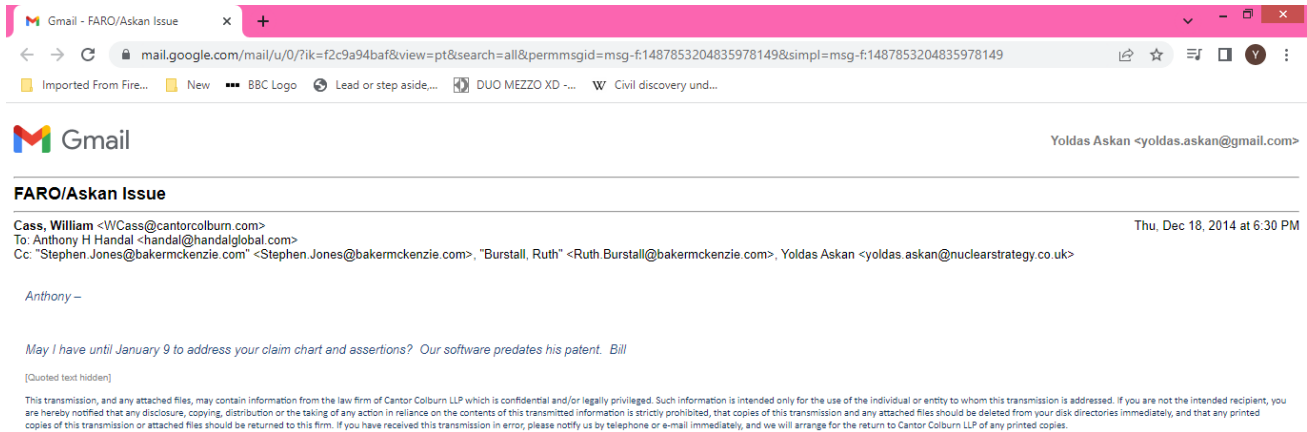 Gmail - FARO/Askan Issue
mail.google.com/mail/u/0/?ik=f2c9a94baf&view=pt&search=all&permmsgid=msg-f:1487853204835978149&simpl=msg-f:1487853204835978149
Y
Imported From Fire... New BBC Logo Lead or step aside,... DUO MEZZO XD -... W Civil discovery und...
Gmail
Yoldas Askan <yoldas.askan@gmail.com>
FARO/Askan Issue
Cass, William <WCass@cantorcolburn.com> Thu, Dec 18, 2014 at 6:30 PM
To: Anthony H Handal <handal@handalglobal.com>
Cc: "Stephen.Jones@bakermckenzie.com" <Stephen.Jones@bakermckenzie.com>, "Burstall, Ruth" <Ruth.Burstall@bakermckenzie.com>, Yoldas Askan <yoldas.askan@nuclearstrategy.co.uk>
Anthony –
May I have until January 9 to address your claim chart and assertions? Our software predates his patent. Bill
[Quoted text hidden]
This transmission, and any attached files, may contain information from the law firm of Cantor Colburn LLP which is confidential and/or legally privileged. Such information is intended only for the use of the individual or entity to whom this transmission is addressed. If you are not the intended recipient, you
are hereby notified that any disclosure, copying, distribution or the taking of any action in reliance on the contents of this transmitted information is strictly prohibited, that copies of this transmission and any attached files should be deleted from your disk directories immediately, and that any printed
copies of this transmission or attached files should be returned to this firm. If you have received this transmission in error, please notify us by telephone or e-mail immediately, and we will arrange for the return to Cantor Colburn LLP of any printed copies.